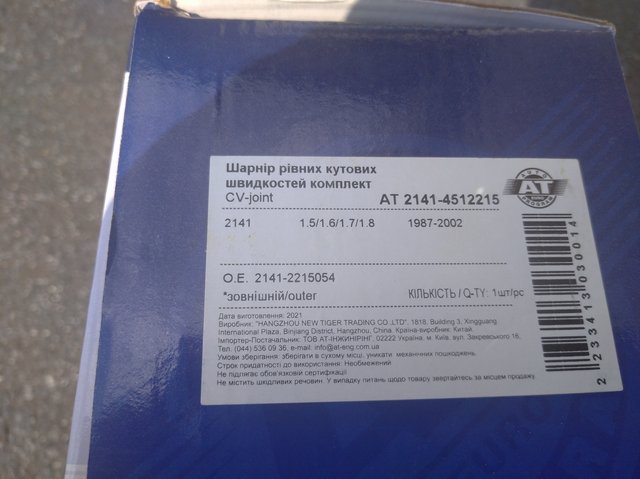 Шарнір рівних кутових
швидкостей комплект
CV-joint AT 2141-4512215
AUTO
AT
EURO
PROGRESS
2141 1.5/1.6/1.7/1.8 1987-2002
O.E. 2141-2215054
*зовнішній/outer КІЛЬКІСТЬ / Q-TY: 1шт/pc
Дата виготовлення: 2021
Виробник: "HANGZHOU NEW TIGER TRADING CO.,LTD", 1818, Building 3, Xingguang
International Plaza, Binjiang District, Hangzhou, China. Країна-виробник: Китай.
Імпортер-Постачальник: ТОВ АТ-ІНЖИНІРІНГ, 02222 Україна, м. Київ, вул. Закревського 16,
Тел. (044) 536 09 36, e-mail: info@at-eng.com.ua
Умови зберігання: зберігати в сухому місці, уникати механічних пошкоджень.
Строк придатності до використання: Необмежений
Не підлягає обов'язковій сертифікації
Не містить шкідливих речовин. У випадку питань щодо товару звертайтесь за місцем продажу.
2 233413 030014